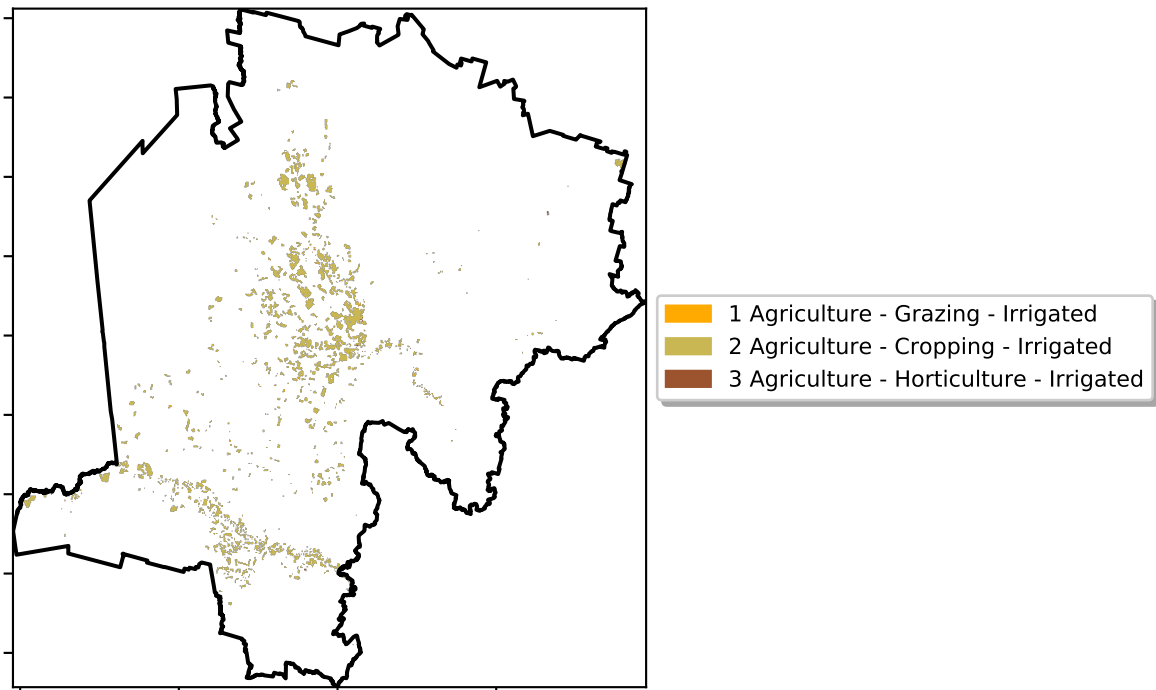 1 Agriculture - Grazing - Irrigated
2 Agriculture - Cropping - Irrigated
3 Agriculture - Horticulture - Irrigated